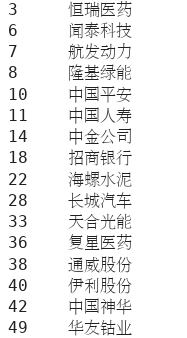 3 恒瑞医药
6 闻泰科技
7 航发动力
8 隆基绿能
10 中国平安
11 中国人寿
14 中金公司
18 招商银行
22 海螺水泥
28 长城汽车
33 天合光能
36 复星医药
38 通威股份
40 伊利股份
42 中国神华
49 华友钴业